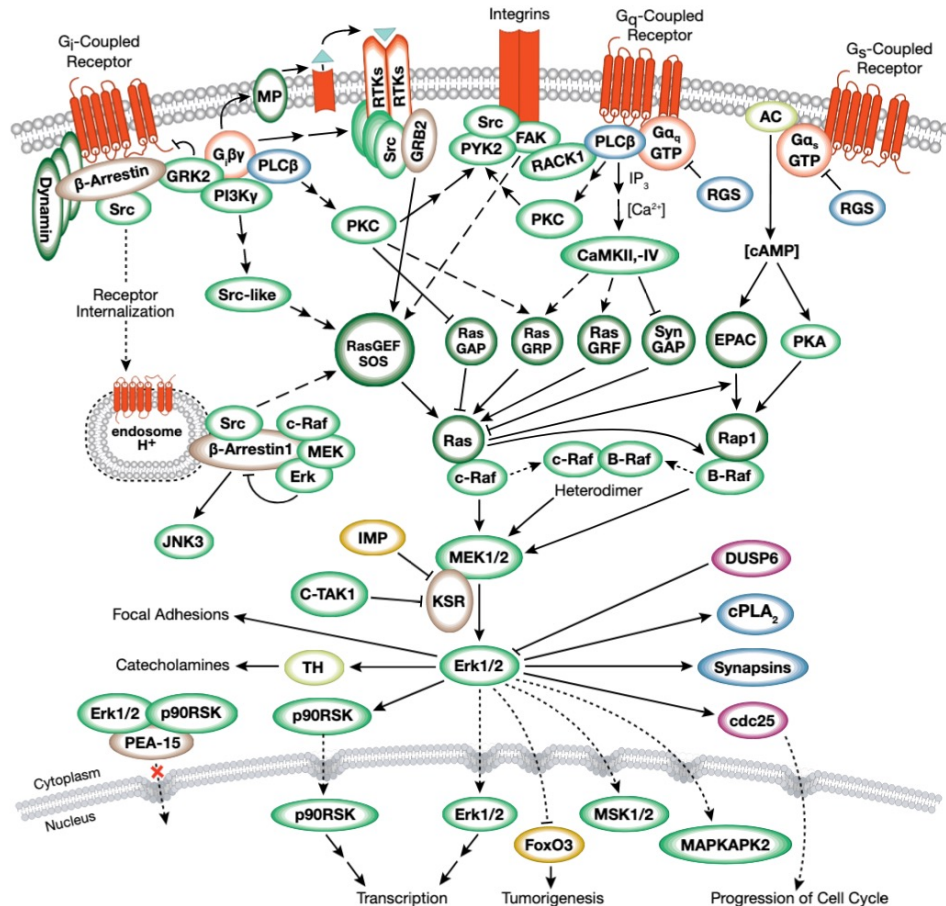 Gi-Coupled
Receptor
Integrins
Gq-Coupled
Receptor
Gs-Coupled
Receptor
MP
RTKs
RTKs
Src
GRB2
Src
FAK
PYK2
RACK1
PLCβ
Gαq
GTP
AC
Gαs
GTP
RGS
RGS
Dynamin
β-Arrestin
Src
GRK2
Giβγ
PLCβ
PI3Kγ
PKC
PKC
IP3
[Ca2+]
CaMKII,-IV
[cAMP]
Receptor
Internalization
Src-like
RasGEF
SOS
Ras
GAP
Ras
GRP
Ras
GRF
Syn
GAP
EPAC
PKA
endosome
H+
Src
c-Raf
β-Arrestin1
MEK
Erk
JNK3
Ras
c-Raf
c-Raf
B-Raf
Heterodimer
Rap1
B-Raf
IMP
MEK1/2
C-TAK1
KSR
DUSP6
Focal Adhesions
cPLA2
Catecholamines
TH
Erk1/2
Synapsins
Erk1/2
p90RSK
PEA-15
p90RSK
cdc25
Cytoplasm
Nucleus
p90RSK
Erk1/2
FoxO3
MSK1/2
MAPKAPK2
Transcription
Tumorigenesis
Progression of Cell Cycle